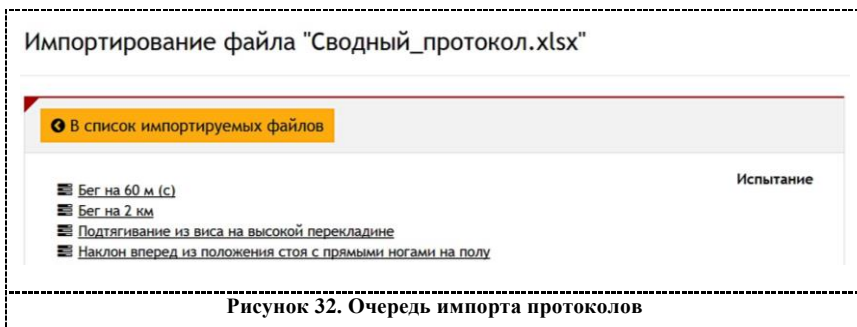 Импортирование файла "Сводный_протокол.xlsx"
В список импортируемых файлов
Испытание
Бег на 60 м (с)
Бег на 2 км
Подтягивание из виса на высокой перекладине
Наклон вперед из положения стоя с прямыми ногами на полу
Рисунок 32. Очередь импорта протоколов